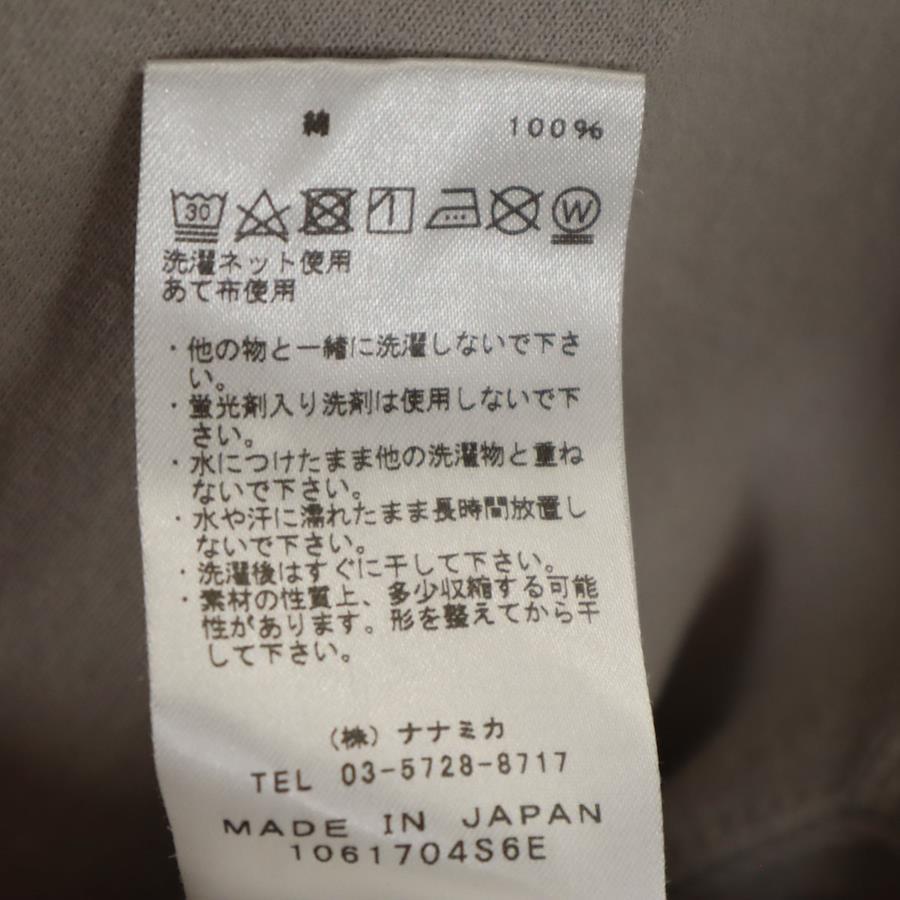 綿 100%
30 1 W
洗濯ネット使用
あて布使用
・他の物と一緒に洗濯しないで下さ
い。
・蛍光剤入り洗剤は使用しないで下
さい。
・水につけたまま他の洗濯物と重ね
ないで下さい。
・水や汗に濡れたまま長時間放置し
ないで下さい。
・洗濯後はすぐに干して下さい。
・素材の性質上、多少収縮する可能
性があります。形を整えてから干
して下さい。
(株)ナナミカ
TEL 03-5728-8717
MADE IN JAPAN
1061704S6E